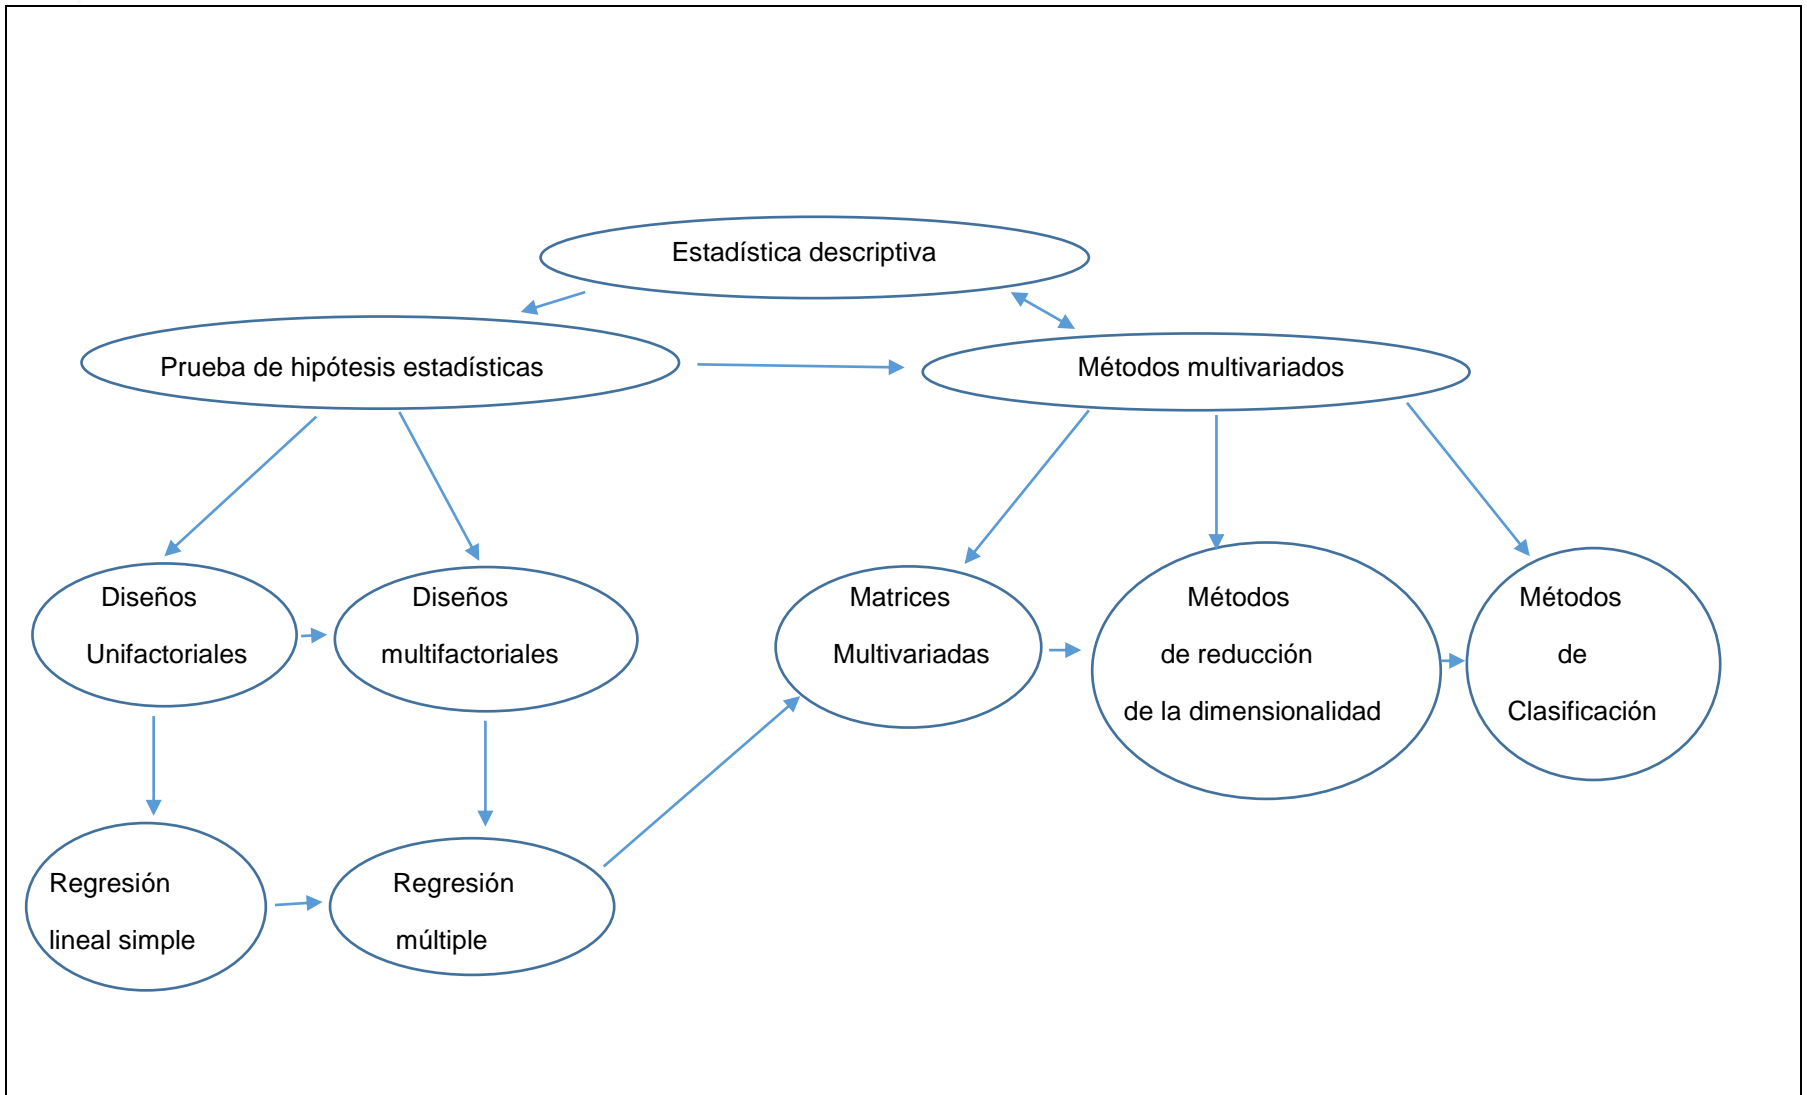 Estadística descriptiva
Prueba de hipótesis estadísticas
Métodos multivariados
Diseños
Unifactoriales
Diseños
multifactoriales
Matrices
Multivariadas
Métodos
de reducción
de la dimensionalidad
Métodos
de
Clasificación
Regresión
lineal simple
Regresión
múltiple